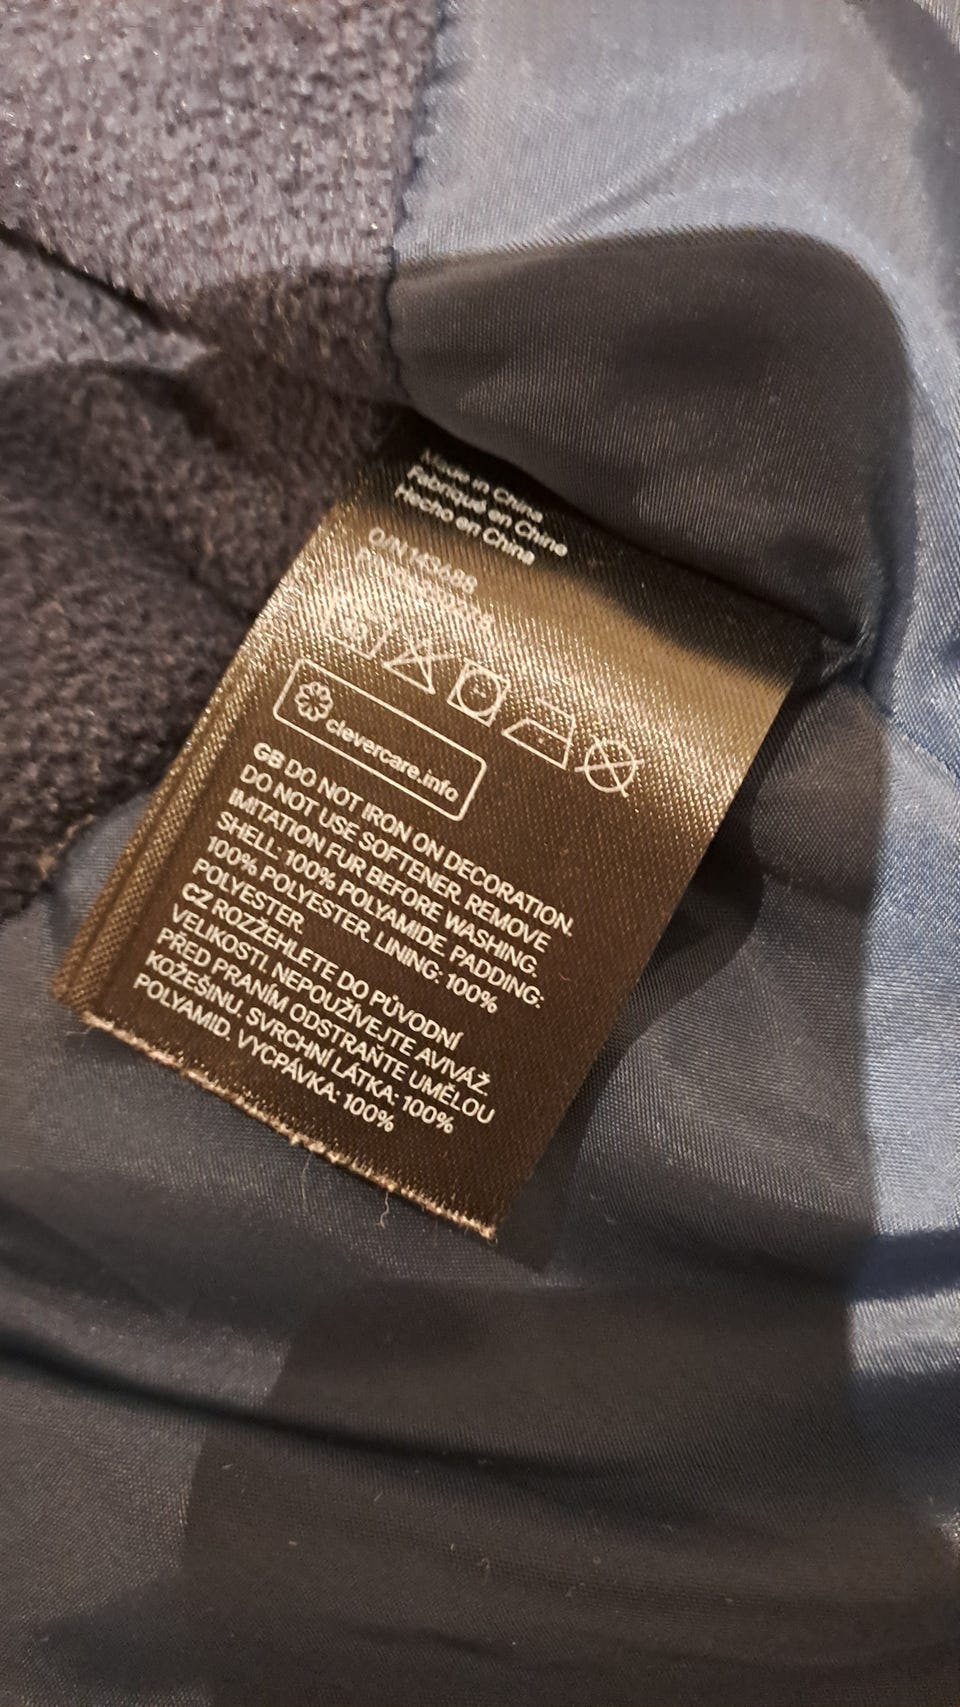 Made in China
Fabriqué en Chine
Hecho en China
O/N 143688
clevercare.info
GB DO NOT IRON ON DECORATION.
DO NOT USE SOFTENER. REMOVE
IMITATION FUR BEFORE WASHING.
SHELL: 100% POLYAMIDE. PADDING:
100% POLYESTER. LINING: 100%
POLYESTER.
CZ ROZŽEHLETE DO PŮVODNÍ
VELIKOSTI. NEPOUŽÍVEJTE AVIVÁŽ.
PŘED PRANÍM ODSTRAŇTE UMĚLOU
KOŽEŠINU. SVRCHNÍ LÁTKA: 100%
POLYAMID. VYCPÁVKA: 100%